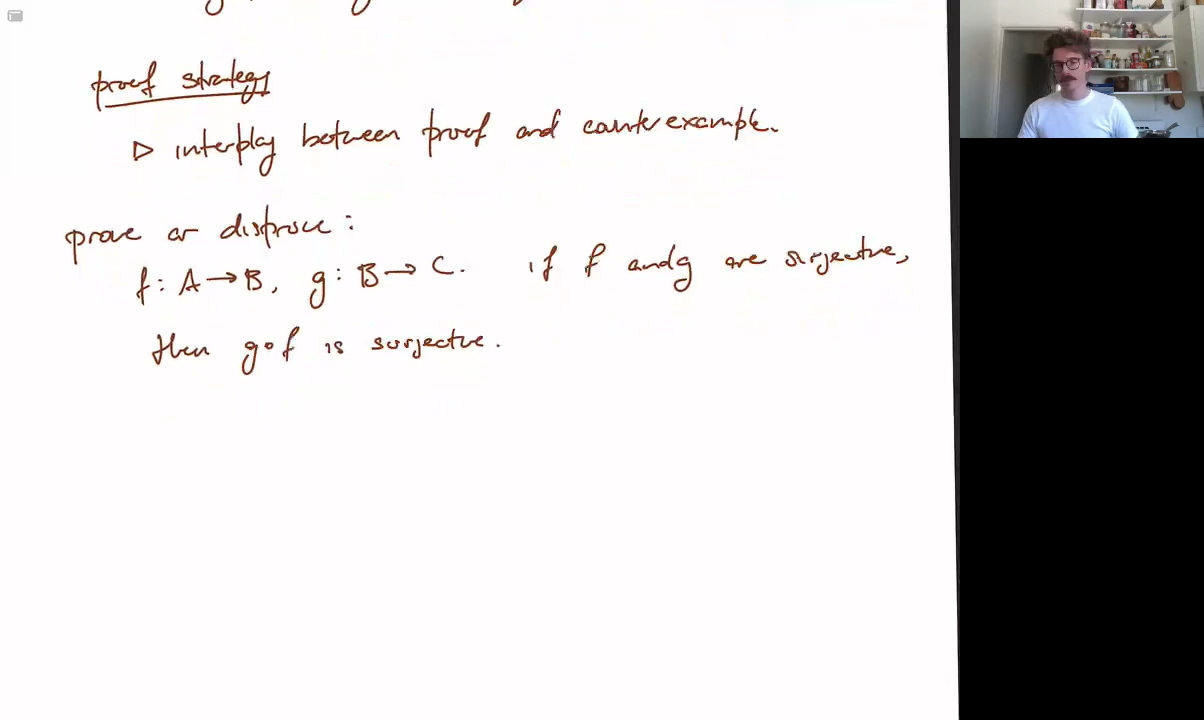 proof strategy
▷ interplay between proof and counterexample.
prove or disprove:
f: A → B, g: B → C. if f and g are surjective,
then g∘f is surjective.